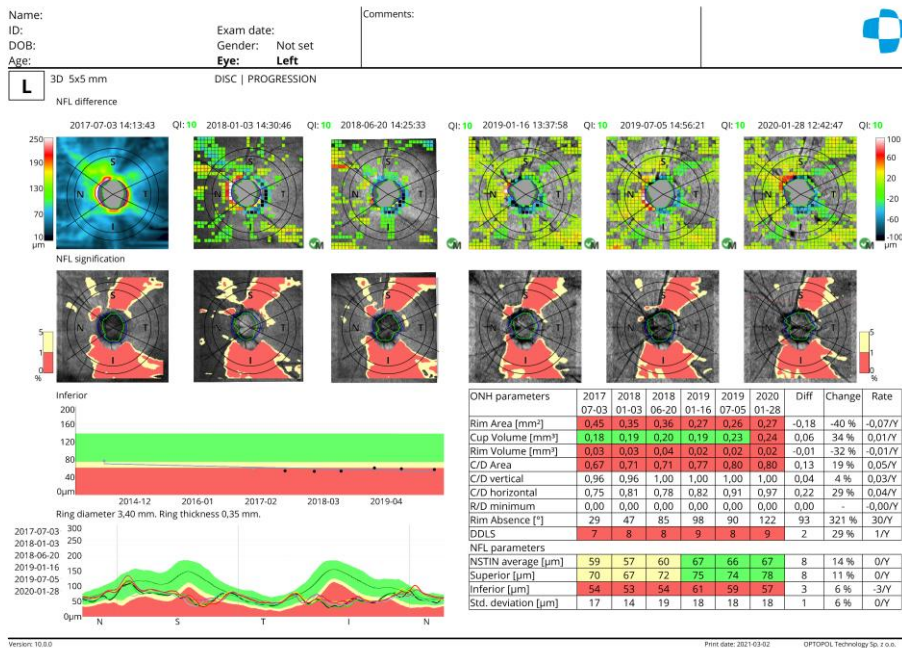 Name:
ID:
DOB:
Age:
Exam date:
Gender: Not set
Eye: Left
Comments:
L
3D 5x5 mm DISC | PROGRESSION
NFL difference
2017-07-03 14:13:43 QI: 10 2018-01-03 14:30:46 QI: 10 2018-06-20 14:25:33 QI: 10 2019-01-16 13:37:58 QI: 10 2019-07-05 14:56:21 QI: 10 2020-01-28 12:42:47 QI: 10
250
190
130
70
10
µm
S
N T
I
S
N T
I
S
N T
I
S
N T
I
S
N T
I
S
N T
I
100
60
20
-20
-60
-100
µm
M
M
M
M
M
NFL signification
5
1
0
%
S
N T
I
S
N T
I
S
N T
I
S
N T
I
S
N T
I
S
N T
I
5
1
0
%
Inferior
200
160
120
80
40
0µm
2014-12 2016-01 2017-02 2018-03 2019-04
Ring diameter 3,40 mm. Ring thickness 0,35 mm.
2017-07-03
2018-01-03
2018-06-20
2019-01-16
2019-07-05
2020-01-28
300
250
200
150
100
50
0µm
N S T I N
ONH parameters 2017 07-03 2018 01-03 2018 06-20 2019 01-16 2019 07-05 2020 01-28 Diff Change Rate
Rim Area [mm²] 0,45 0,35 0,36 0,27 0,26 0,27 -0,18 -40 % -0,07/Y
Cup Volume [mm³] 0,18 0,19 0,20 0,19 0,23 0,24 0,06 34 % 0,01/Y
Rim Volume [mm³] 0,03 0,03 0,04 0,02 0,02 0,02 -0,01 -32 % -0,01/Y
C/D Area 0,67 0,71 0,71 0,77 0,80 0,80 0,13 19 % 0,05/Y
C/D vertical 0,96 0,96 1,00 1,00 1,00 1,00 0,04 4 % 0,03/Y
C/D horizontal 0,75 0,81 0,78 0,82 0,91 0,97 0,22 29 % 0,04/Y
R/D minimum 0,00 0,00 0,00 0,00 0,00 0,00 0,00 - -0,00/Y
Rim Absence [°] 29 47 85 98 90 122 93 321 % 30/Y
DDLS 7 8 8 9 8 9 2 29 % 1/Y
NFL parameters
NSTIN average [µm] 59 57 60 67 66 67 8 14 % 0/Y
Superior [µm] 70 67 72 75 74 78 8 11 % 0/Y
Inferior [µm] 54 53 54 61 59 57 3 6 % -3/Y
Std. deviation [µm] 17 14 19 18 18 18 1 6 % 0/Y
Version: 10.0.0 Print date: 2021-03-02 OPTOPOL Technology Sp. z o.o.